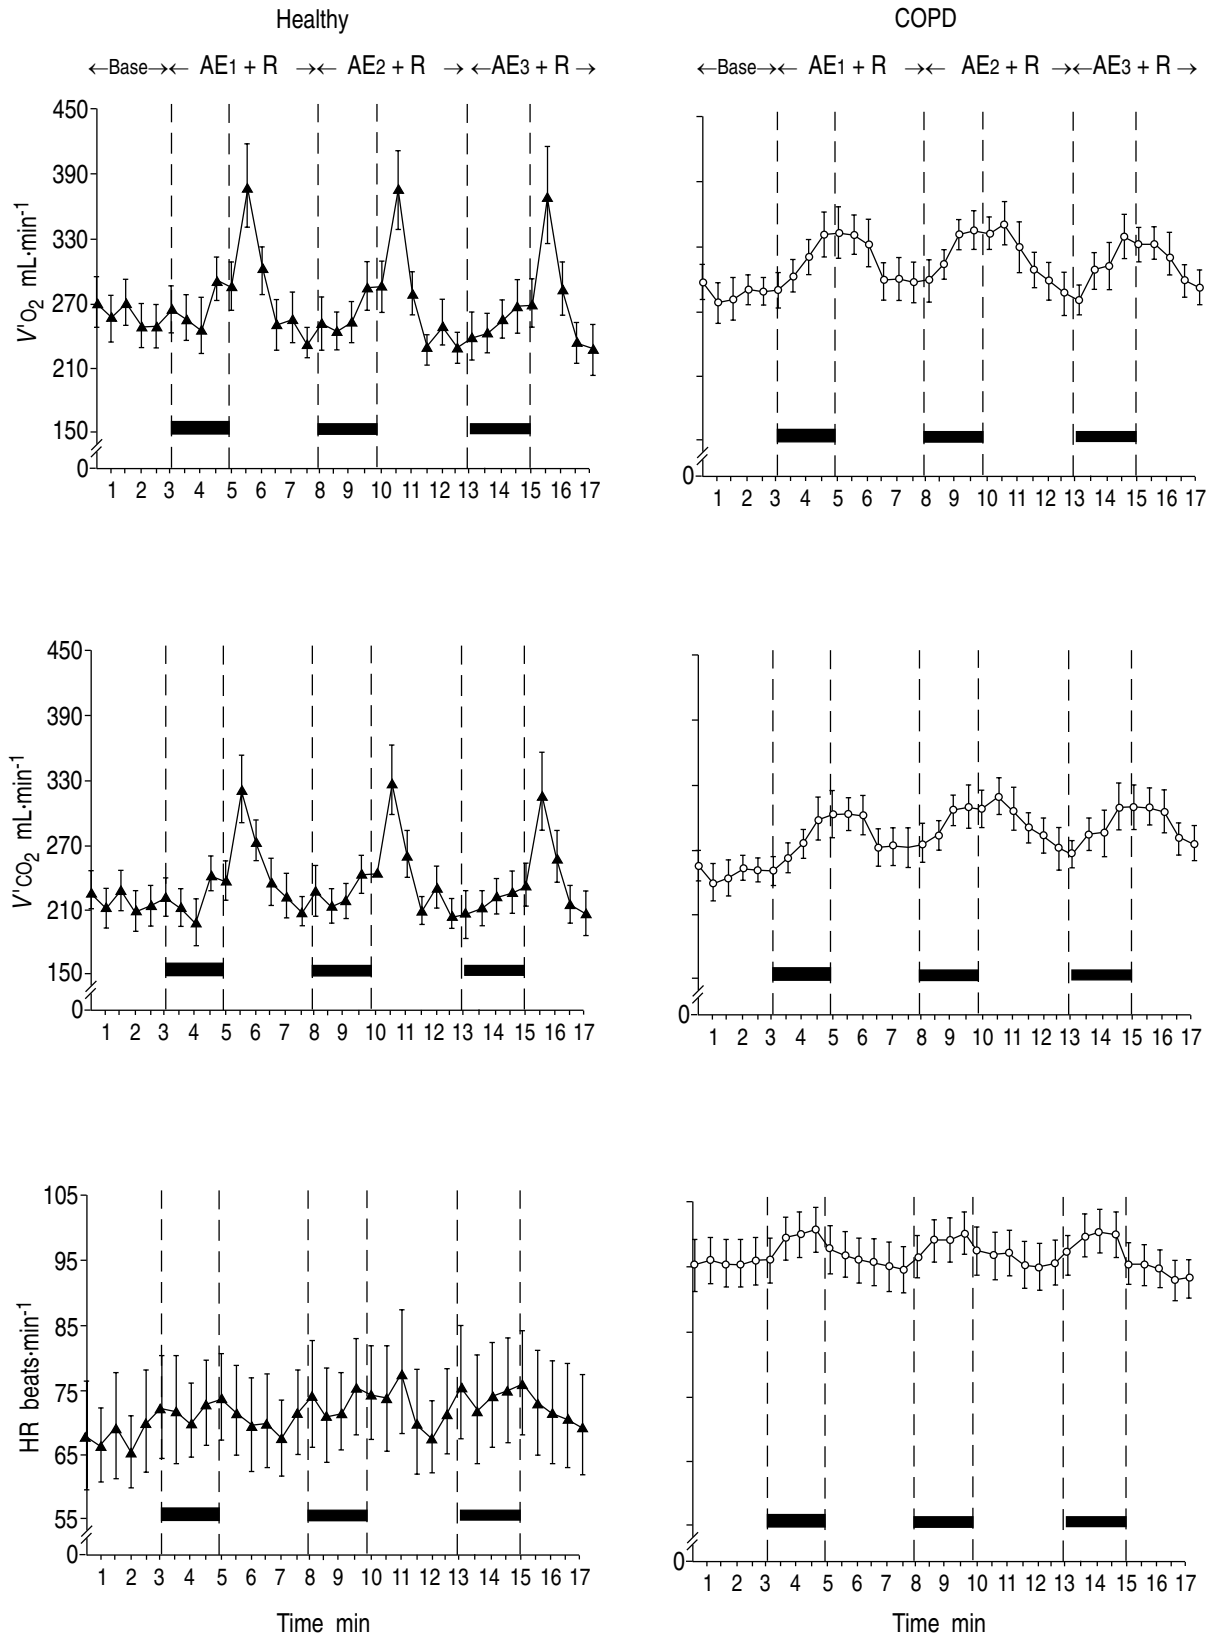 Healthy
COPD
←Base→← AE1 + R →← AE2 + R → ←AE3 + R →
←Base→← AE1 + R →← AE2 + R →←AE3 + R →
V'O2 mL·min-1
450
390
330
270
210
150
0
1 2 3 4 5 6 7 8 9 10 11 12 13 14 15 16 17
0
1 2 3 4 5 6 7 8 9 10 11 12 13 14 15 16 17
V'CO2 mL·min-1
450
390
330
270
210
150
0
1 2 3 4 5 6 7 8 9 10 11 12 13 14 15 16 17
0
1 2 3 4 5 6 7 8 9 10 11 12 13 14 15 16 17
HR beats·min-1
105
95
85
75
65
55
0
1 2 3 4 5 6 7 8 9 10 11 12 13 14 15 16 17
Time min
0
1 2 3 4 5 6 7 8 9 10 11 12 13 14 15 16 17
Time min